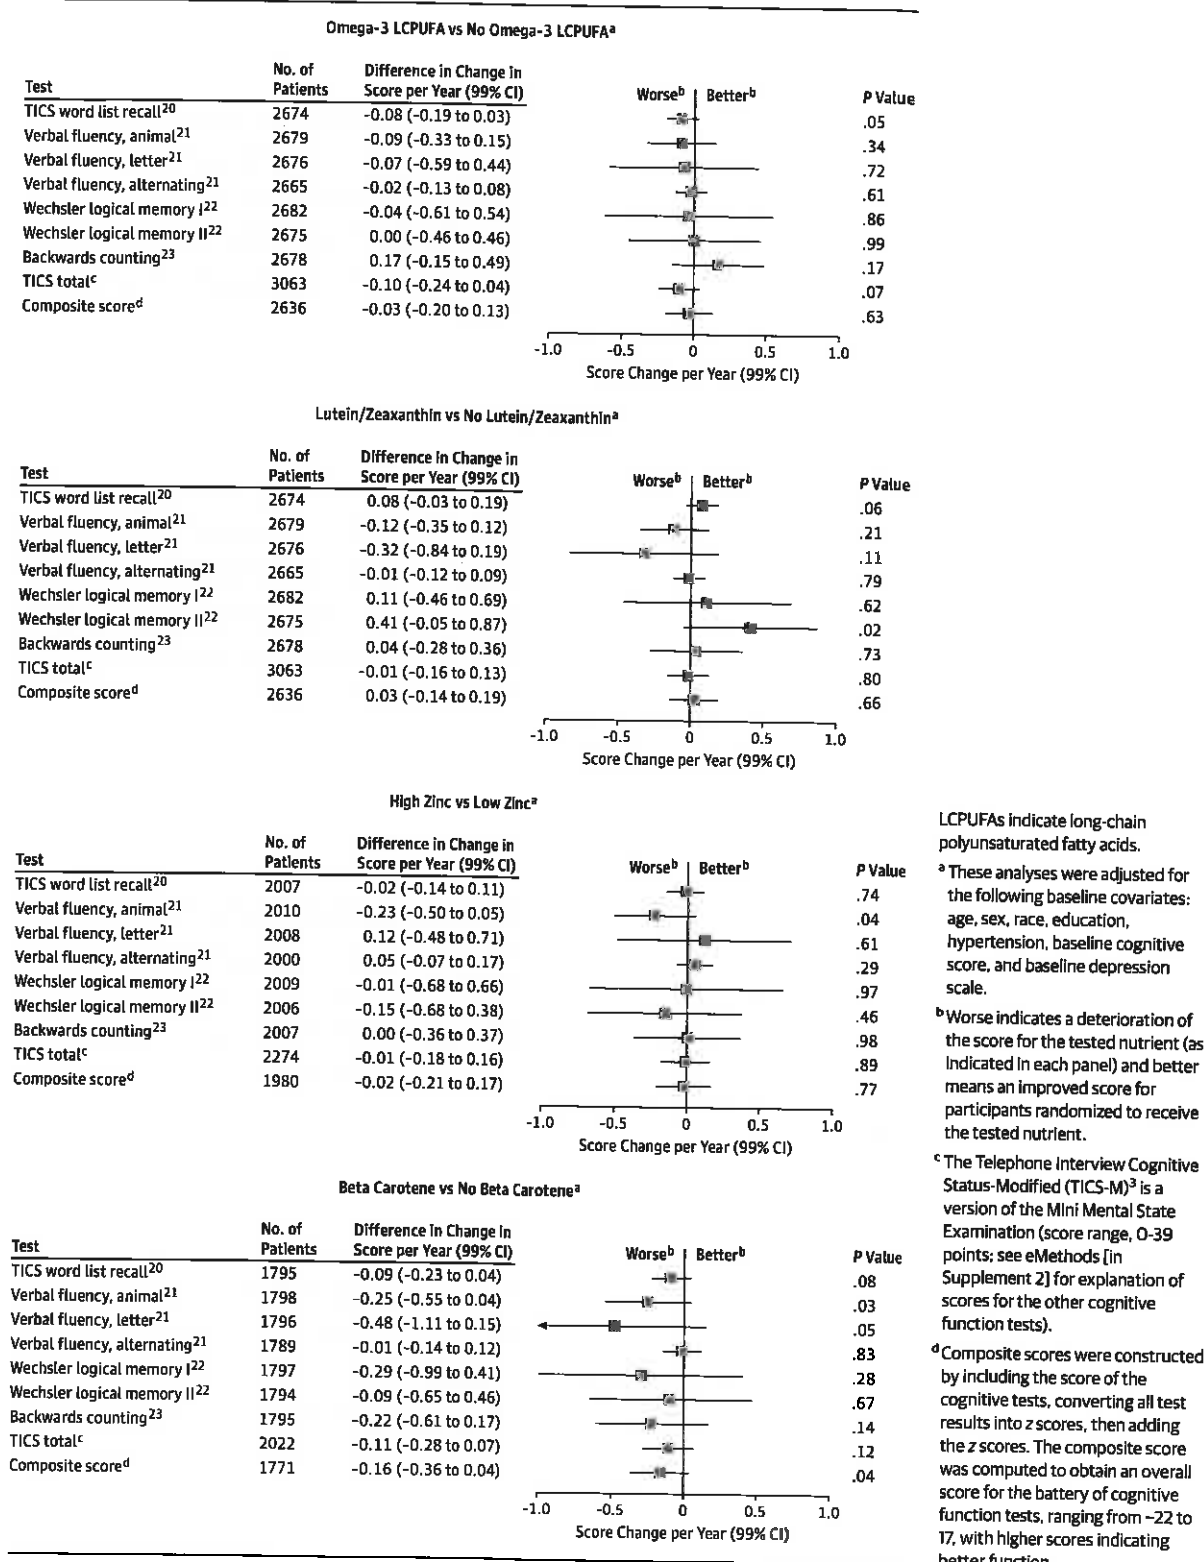 Omega-3 LCPUFA vs No Omega-3 LCPUFAa
Test No. of Patients Difference in Change in Score per Year (99% CI) Worseb Betterb P Value
TICS word list recall20 2674 -0.08 (-0.19 to 0.03) .05
Verbal fluency, animal21 2679 -0.09 (-0.33 to 0.15) .34
Verbal fluency, letter21 2676 -0.07 (-0.59 to 0.44) .72
Verbal fluency, alternating21 2665 -0.02 (-0.13 to 0.08) .61
Wechsler logical memory I22 2682 -0.04 (-0.61 to 0.54) .86
Wechsler logical memory II22 2675 0.00 (-0.46 to 0.46) .99
Backwards counting23 2678 0.17 (-0.15 to 0.49) .17
TICS totalc 3063 -0.10 (-0.24 to 0.04) .07
Composite scored 2636 -0.03 (-0.20 to 0.13) .63
-1.0 -0.5 0 0.5 1.0
Score Change per Year (99% CI)
Lutein/Zeaxanthin vs No Lutein/Zeaxanthina
Test No. of Patients Difference in Change in Score per Year (99% CI) Worseb Betterb P Value
TICS word list recall20 2674 0.08 (-0.03 to 0.19) .06
Verbal fluency, animal21 2679 -0.12 (-0.35 to 0.12) .21
Verbal fluency, letter21 2676 -0.32 (-0.84 to 0.19) .11
Verbal fluency, alternating21 2665 -0.01 (-0.12 to 0.09) .79
Wechsler logical memory I22 2682 0.11 (-0.46 to 0.69) .62
Wechsler logical memory II22 2675 0.41 (-0.05 to 0.87) .02
Backwards counting23 2678 0.04 (-0.28 to 0.36) .73
TICS totalc 3063 -0.01 (-0.16 to 0.13) .80
Composite scored 2636 0.03 (-0.14 to 0.19) .66
-1.0 -0.5 0 0.5 1.0
Score Change per Year (99% CI)
High Zinc vs Low Zinca
Test No. of Patients Difference in Change in Score per Year (99% CI) Worseb Betterb P Value
TICS word list recall20 2007 -0.02 (-0.14 to 0.11) .74
Verbal fluency, animal21 2010 -0.23 (-0.50 to 0.05) .04
Verbal fluency, letter21 2008 0.12 (-0.48 to 0.71) .61
Verbal fluency, alternating21 2000 0.05 (-0.07 to 0.17) .29
Wechsler logical memory I22 2009 -0.01 (-0.68 to 0.66) .97
Wechsler logical memory II22 2006 -0.15 (-0.68 to 0.38) .46
Backwards counting23 2007 0.00 (-0.36 to 0.37) .98
TICS totalc 2274 -0.01 (-0.18 to 0.16) .89
Composite scored 1980 -0.02 (-0.21 to 0.17) .77
-1.0 -0.5 0 0.5 1.0
Score Change per Year (99% CI)
Beta Carotene vs No Beta Carotenea
Test No. of Patients Difference in Change in Score per Year (99% CI) Worseb Betterb P Value
TICS word list recall20 1795 -0.09 (-0.23 to 0.04) .08
Verbal fluency, animal21 1798 -0.25 (-0.55 to 0.04) .03
Verbal fluency, letter21 1796 -0.48 (-1.11 to 0.15) .05
Verbal fluency, alternating21 1789 -0.01 (-0.14 to 0.12) .83
Wechsler logical memory I22 1797 -0.29 (-0.99 to 0.41) .28
Wechsler logical memory II22 1794 -0.09 (-0.65 to 0.46) .67
Backwards counting23 1795 -0.22 (-0.61 to 0.17) .14
TICS totalc 2022 -0.11 (-0.28 to 0.07) .12
Composite scored 1771 -0.16 (-0.36 to 0.04) .04
-1.0 -0.5 0 0.5 1.0
Score Change per Year (99% CI)
LCPUFAs indicate long-chain
polyunsaturated fatty acids.
a These analyses were adjusted for
the following baseline covariates:
age, sex, race, education,
hypertension, baseline cognitive
score, and baseline depression
scale.
b Worse indicates a deterioration of
the score for the tested nutrient (as
indicated in each panel) and better
means an improved score for
participants randomized to receive
the tested nutrient.
c The Telephone Interview Cognitive
Status-Modified (TICS-M)3 is a
version of the Mini Mental State
Examination (score range, 0-39
points; see eMethods [in
Supplement 2] for explanation of
scores for the other cognitive
function tests).
d Composite scores were constructed
by including the score of the
cognitive tests, converting all test
results into z scores, then adding
the z scores. The composite score
was computed to obtain an overall
score for the battery of cognitive
function tests, ranging from –22 to
17, with higher scores indicating
better function.